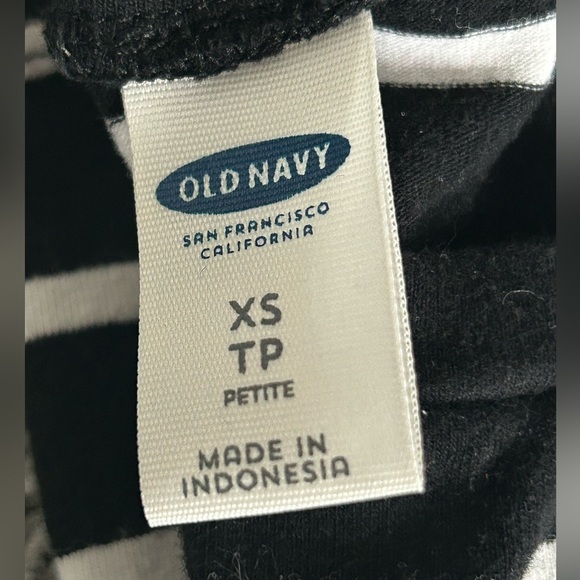 OLD NAVY
SAN FRANCISCO
CALIFORNIA
XS
TP
PETITE
MADE IN
INDONESIA